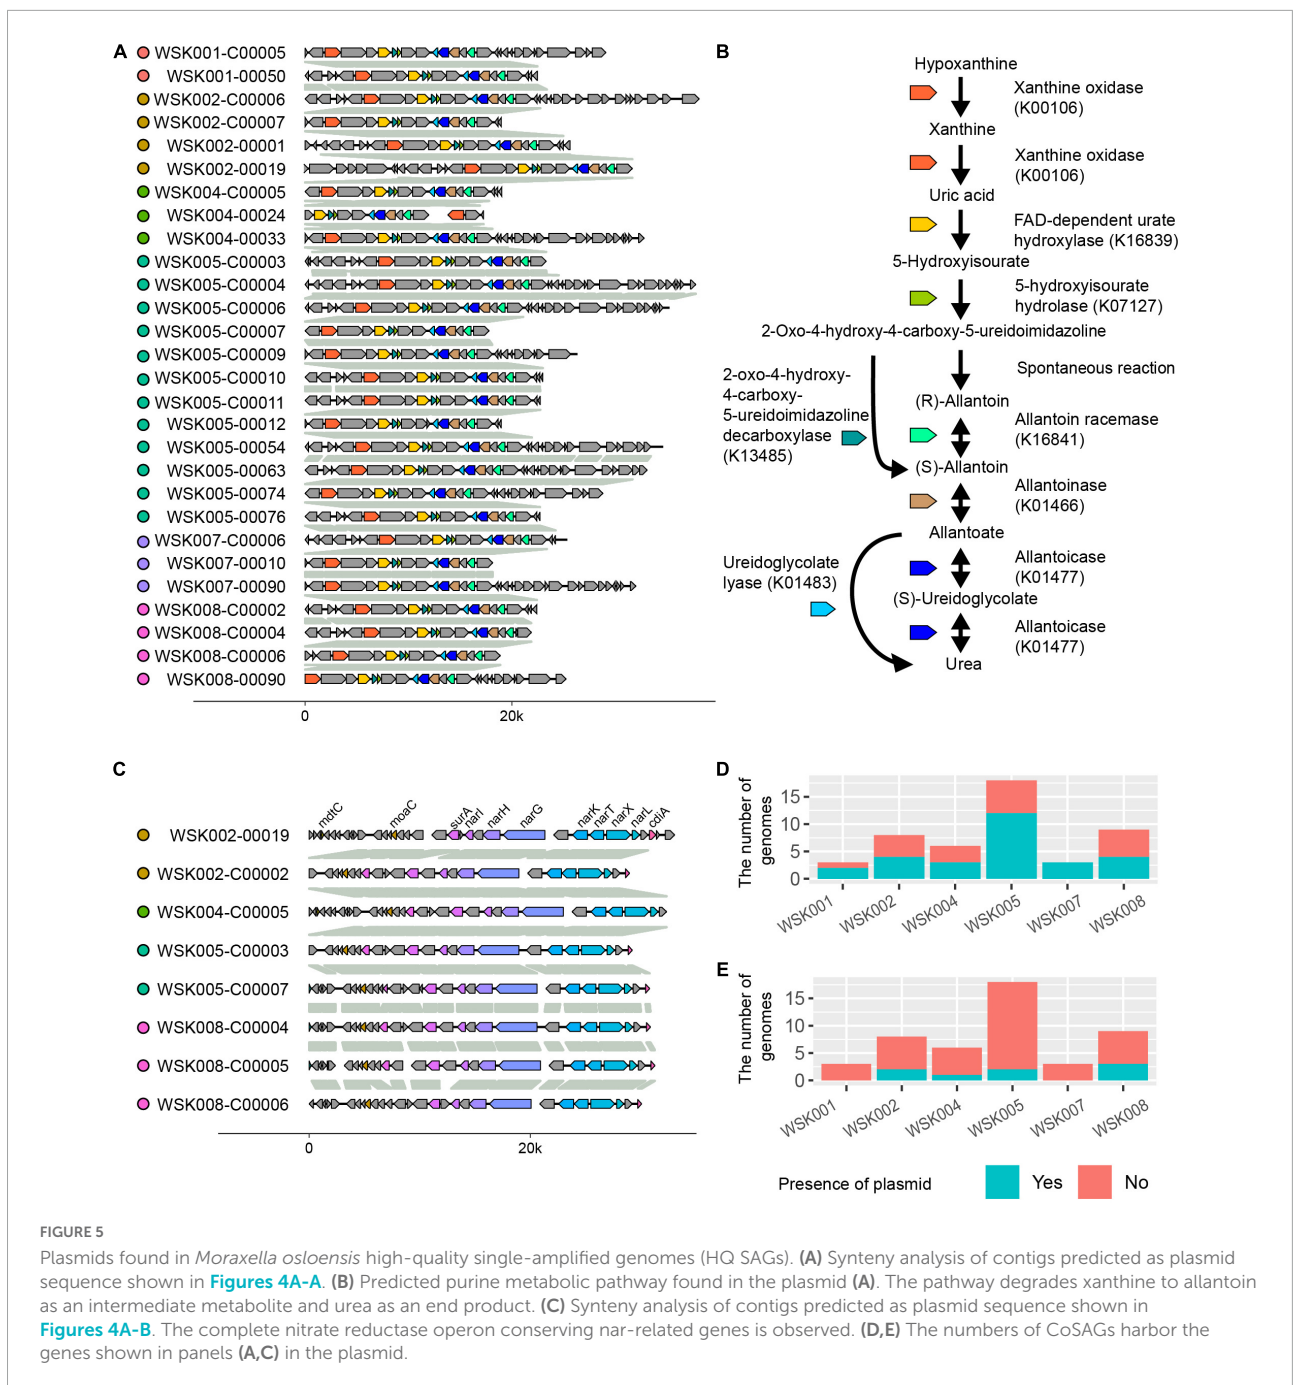 A
WSK001-C00005
WSK001-00050
WSK002-C00006
WSK002-C00007
WSK002-00001
WSK002-00019
WSK004-C00005
WSK004-00024
WSK004-00033
WSK005-C00003
WSK005-C00004
WSK005-C00006
WSK005-C00007
WSK005-C00009
WSK005-C00010
WSK005-C00011
WSK005-00012
WSK005-00054
WSK005-00063
WSK005-00074
WSK005-00076
WSK007-C00006
WSK007-00010
WSK007-00090
WSK008-C00002
WSK008-C00004
WSK008-C00006
WSK008-00090
0
20k
B
Hypoxanthine
Xanthine oxidase
(K00106)
Xanthine
Xanthine oxidase
(K00106)
Uric acid
FAD-dependent urate
hydroxylase (K16839)
5-Hydroxyisourate
5-hydroxyisourate
hydrolase (K07127)
2-Oxo-4-hydroxy-4-carboxy-5-ureidoimidazoline
2-oxo-4-hydroxy-
4-carboxy-
5-ureidoimidazoline
decarboxylase
(K13485)
Spontaneous reaction
(R)-Allantoin
Allantoin racemase
(K16841)
(S)-Allantoin
Allantoinase
(K01466)
Allantoate
Ureidoglycolate
lyase (K01483)
Allantoicase
(K01477)
(S)-Ureidoglycolate
Allantoicase
(K01477)
Urea
C
mdtC
moaC
surA
narI
narH
narG
narK
narT
narX
narL
cdiA
WSK002-00019
WSK002-C00002
WSK004-C00005
WSK005-C00003
WSK005-C00007
WSK008-C00004
WSK008-C00005
WSK008-C00006
0
20k
D
The number of
genomes
15
10
5
0
WSK001
WSK002
WSK004
WSK005
WSK007
WSK008
E
The number of
genomes
15
10
5
0
WSK001
WSK002
WSK004
WSK005
WSK007
WSK008
Presence of plasmid
Yes
No
FIGURE 5
Plasmids found in Moraxella osloensis high-quality single-amplified genomes (HQ SAGs). (A) Synteny analysis of contigs predicted as plasmid
sequence shown in Figures 4A-A. (B) Predicted purine metabolic pathway found in the plasmid (A). The pathway degrades xanthine to allantoin
as an intermediate metabolite and urea as an end product. (C) Synteny analysis of contigs predicted as plasmid sequence shown in
Figures 4A-B. The complete nitrate reductase operon conserving nar-related genes is observed. (D,E) The numbers of CoSAGs harbor the
genes shown in panels (A,C) in the plasmid.